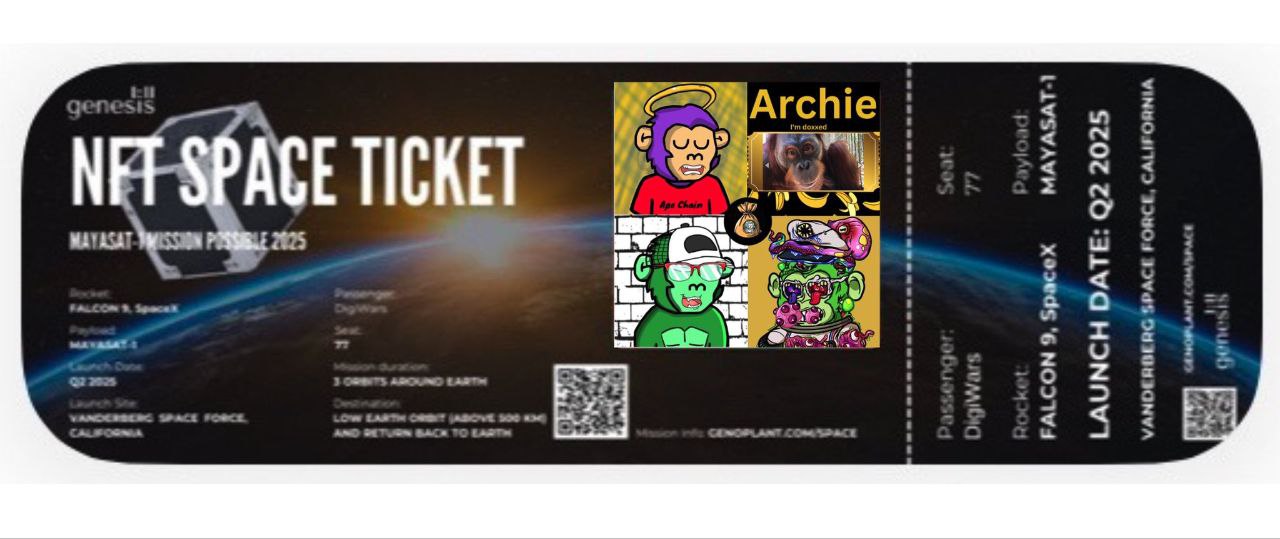 genesis
NFT SPACE TICKET
MAYASAT-1 MISSION POSSIBLE 2025
Rocket:
FALCON 9, SpaceX
Payload:
MAYASAT-1
Launch Date:
Q2 2025
Launch Site:
VANDERBERG SPACE FORCE,
CALIFORNIA
Passenger:
DigiWars
Seat:
77
Mission duration:
3 ORBITS AROUND EARTH
Destination:
LOW EARTH ORBIT (ABOVE 500 KM)
AND RETURN BACK TO EARTH
Mission Info: GENOPLANT.COM/SPACE
Ape Chain
Archie
I'm doxxed
Passenger:
DigiWars
Seat:
77
Rocket:
FALCON 9, SpaceX
Payload:
MAYASAT-1
LAUNCH DATE: Q2 2025
VANDERBERG SPACE FORCE, CALIFORNIA
GENOPLANT.COM/SPACE
genesis